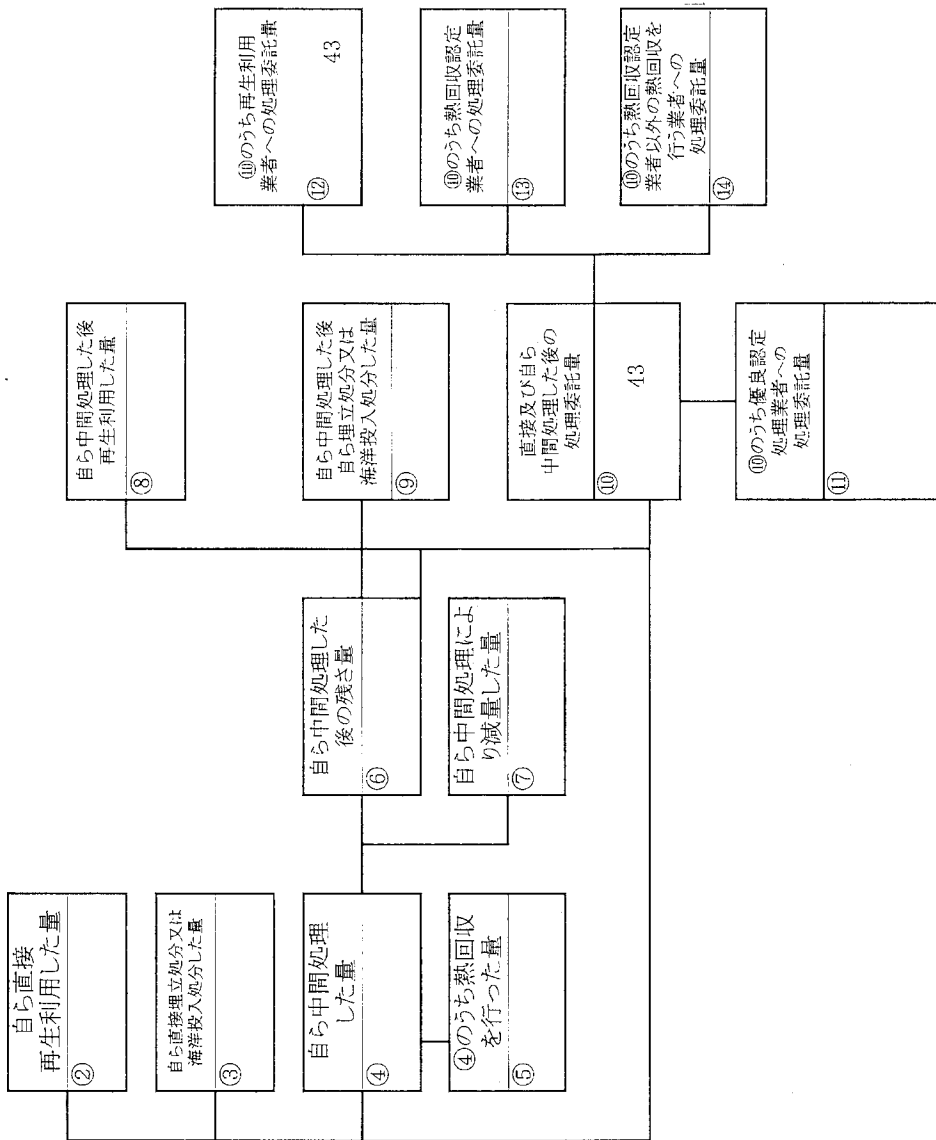 自ら直接
再生利用した量
②
自ら直接埋立処分又は
海洋投入処分した量
③
自ら中間処理
した量
④
④のうち熱回収
を行った量
⑤
自ら中間処理した
後の残さ量
⑥
自ら中間処理によ
り減量した量
⑦
自ら中間処理した後
再生利用した量
⑧
自ら中間処理した後
自ら埋立処分又は
海洋投入処分した量
⑨
直接及び自ら
中間処理した後の
処理委託量
⑩
43
⑩のうち優良認定
処理業者への
処理委託量
⑪
⑩のうち再生利用
業者への処理委託量
⑫
43
⑩のうち熱回収認定
業者への処理委託量
⑬
⑩のうち熱回収認定
業者以外の熱回収を
行う業者への
処理委託量
⑭